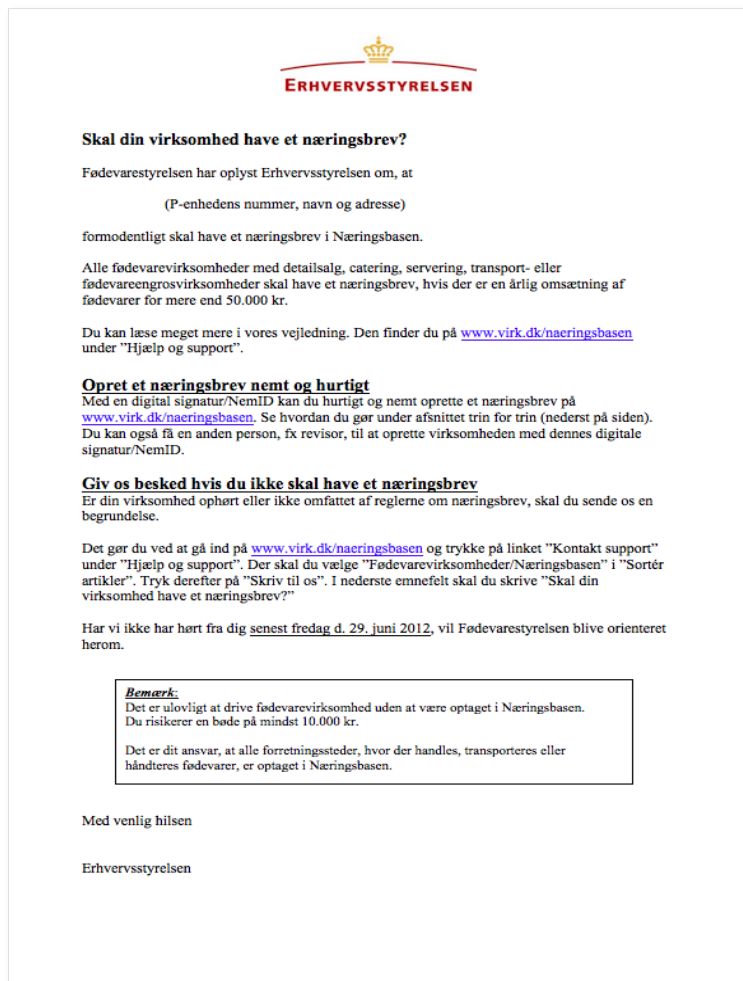 ERHVERVSSTYRELSEN
Skal din virksomhed have et næringsbrev?
Fødevarestyrelsen har oplyst Erhvervsstyrelsen om, at
(P-enhedens nummer, navn og adresse)
formodentligt skal have et næringsbrev i Næringsbasen.
Alle fødevarevirksomheder med detailsalg, catering, servering, transport- eller
fødevareengrosvirksomheder skal have et næringsbrev, hvis der er en årlig omsætning af
fødevarer for mere end 50.000 kr.
Du kan læse meget mere i vores vejledning. Den finder du på www.virk.dk/naeringsbasen
under ”Hjælp og support”.
Opret et næringsbrev nemt og hurtigt
Med en digital signatur/NemID kan du hurtigt og nemt oprette et næringsbrev på
www.virk.dk/naeringsbasen. Se hvordan du gør under afsnittet trin for trin (nederst på siden).
Du kan også få en anden person, fx revisor, til at oprette virksomheden med dennes digitale
signatur/NemID.
Giv os besked hvis du ikke skal have et næringsbrev
Er din virksomhed ophørt eller ikke omfattet af reglerne om næringsbrev, skal du sende os en
begrundelse.
Det gør du ved at gå ind på www.virk.dk/naeringsbasen og trykke på linket ”Kontakt support”
under ”Hjælp og support”. Der skal du vælge ”Fødevarevirksomheder/Næringsbasen” i ”Sortér
artikler”. Tryk derefter på ”Skriv til os”. I nederste emnefelt skal du skrive ”Skal din
virksomhed have et næringsbrev?”
Har vi ikke har hørt fra dig senest fredag d. 29. juni 2012, vil Fødevarestyrelsen blive orienteret
herom.
Bemærk:
Det er ulovligt at drive fødevarevirksomhed uden at være optaget i Næringsbasen.
Du risikerer en bøde på mindst 10.000 kr.
Det er dit ansvar, at alle forretningssteder, hvor der handles, transporteres eller
håndteres fødevarer, er optaget i Næringsbasen.
Med venlig hilsen
Erhvervsstyrelsen